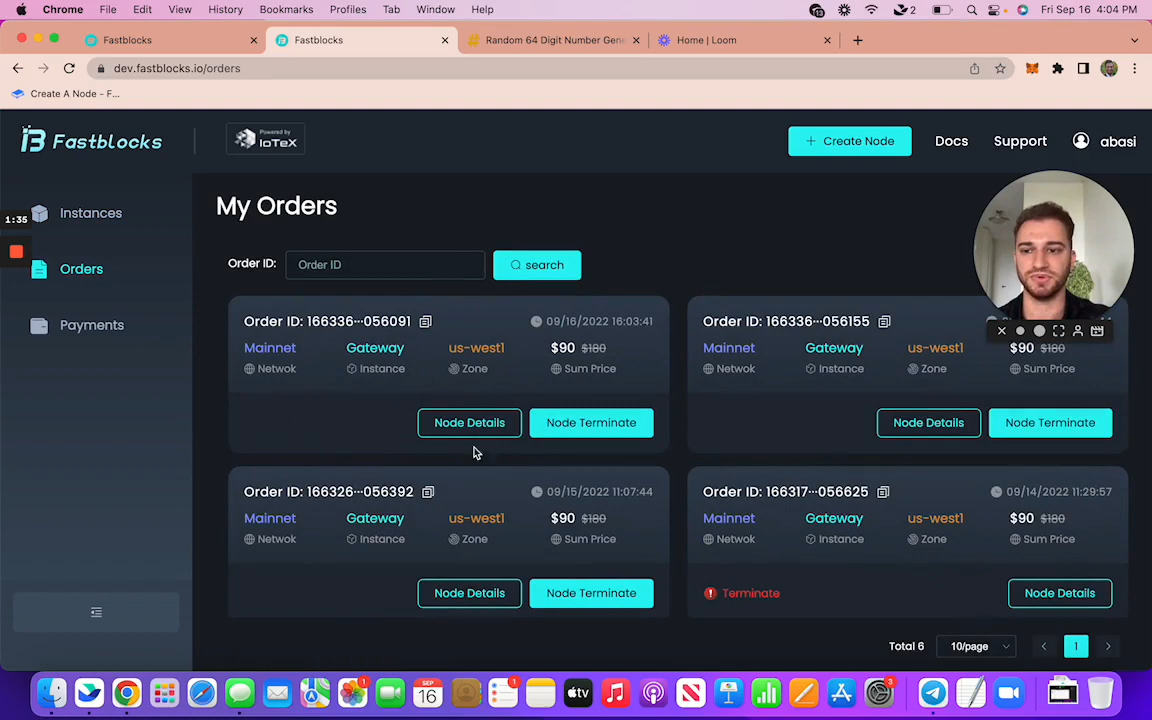 Chrome File Edit View History Bookmarks Profiles Tab Window Help
13 2 Fri Sep 16 4:04 PM
Fastblocks Fastblocks Random 64 Digit Number Gene Home | Loom
dev.fastblocks.io/orders
Create A Node - F...
Fastblocks
Powered by
IoTeX
Create Node Docs Support abasi
1:35
Instances
Orders
Payments
My Orders
Order ID: Order ID search
Order ID: 166336···056091 09/16/2022 16:03:41
Mainnet Gateway us-west1 $90 $180
Netwok Instance Zone Sum Price
Node Details Node Terminate
Order ID: 166336···056155
Mainnet Gateway us-west1 $90 $180
Netwok Instance Zone Sum Price
Node Details Node Terminate
Order ID: 166326···056392 09/15/2022 11:07:44
Mainnet Gateway us-west1 $90 $180
Netwok Instance Zone Sum Price
Node Details Node Terminate
Order ID: 166317···056625 09/14/2022 11:29:57
Mainnet Gateway us-west1 $90 $180
Netwok Instance Zone Sum Price
Terminate Node Details
Total 6 10/page 1
1 SEP 16 1 tv 3